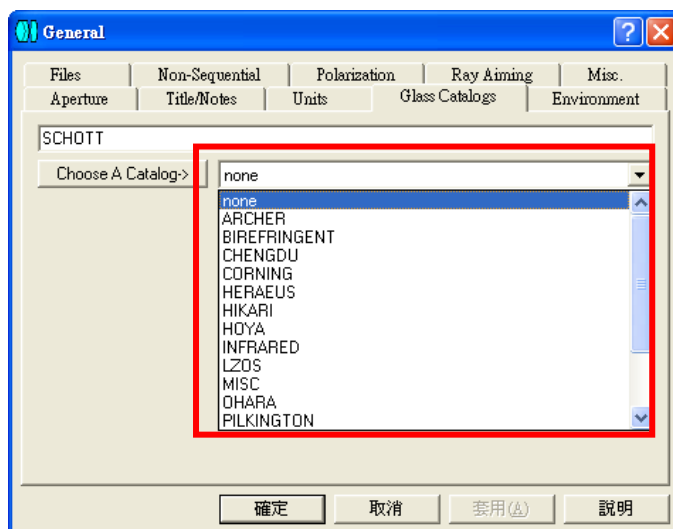 General
Files Non-Sequential Polarization Ray Aiming Misc.
Aperture Title/Notes Units Glass Catalogs Environment
SCHOTT
Choose A Catalog-> none
none
ARCHER
BIREFRINGENT
CHENGDU
CORNING
HERAEUS
HIKARI
HOYA
INFRARED
LZOS
MISC
OHARA
PILKINGTON
確定 取消 套用(A) 說明